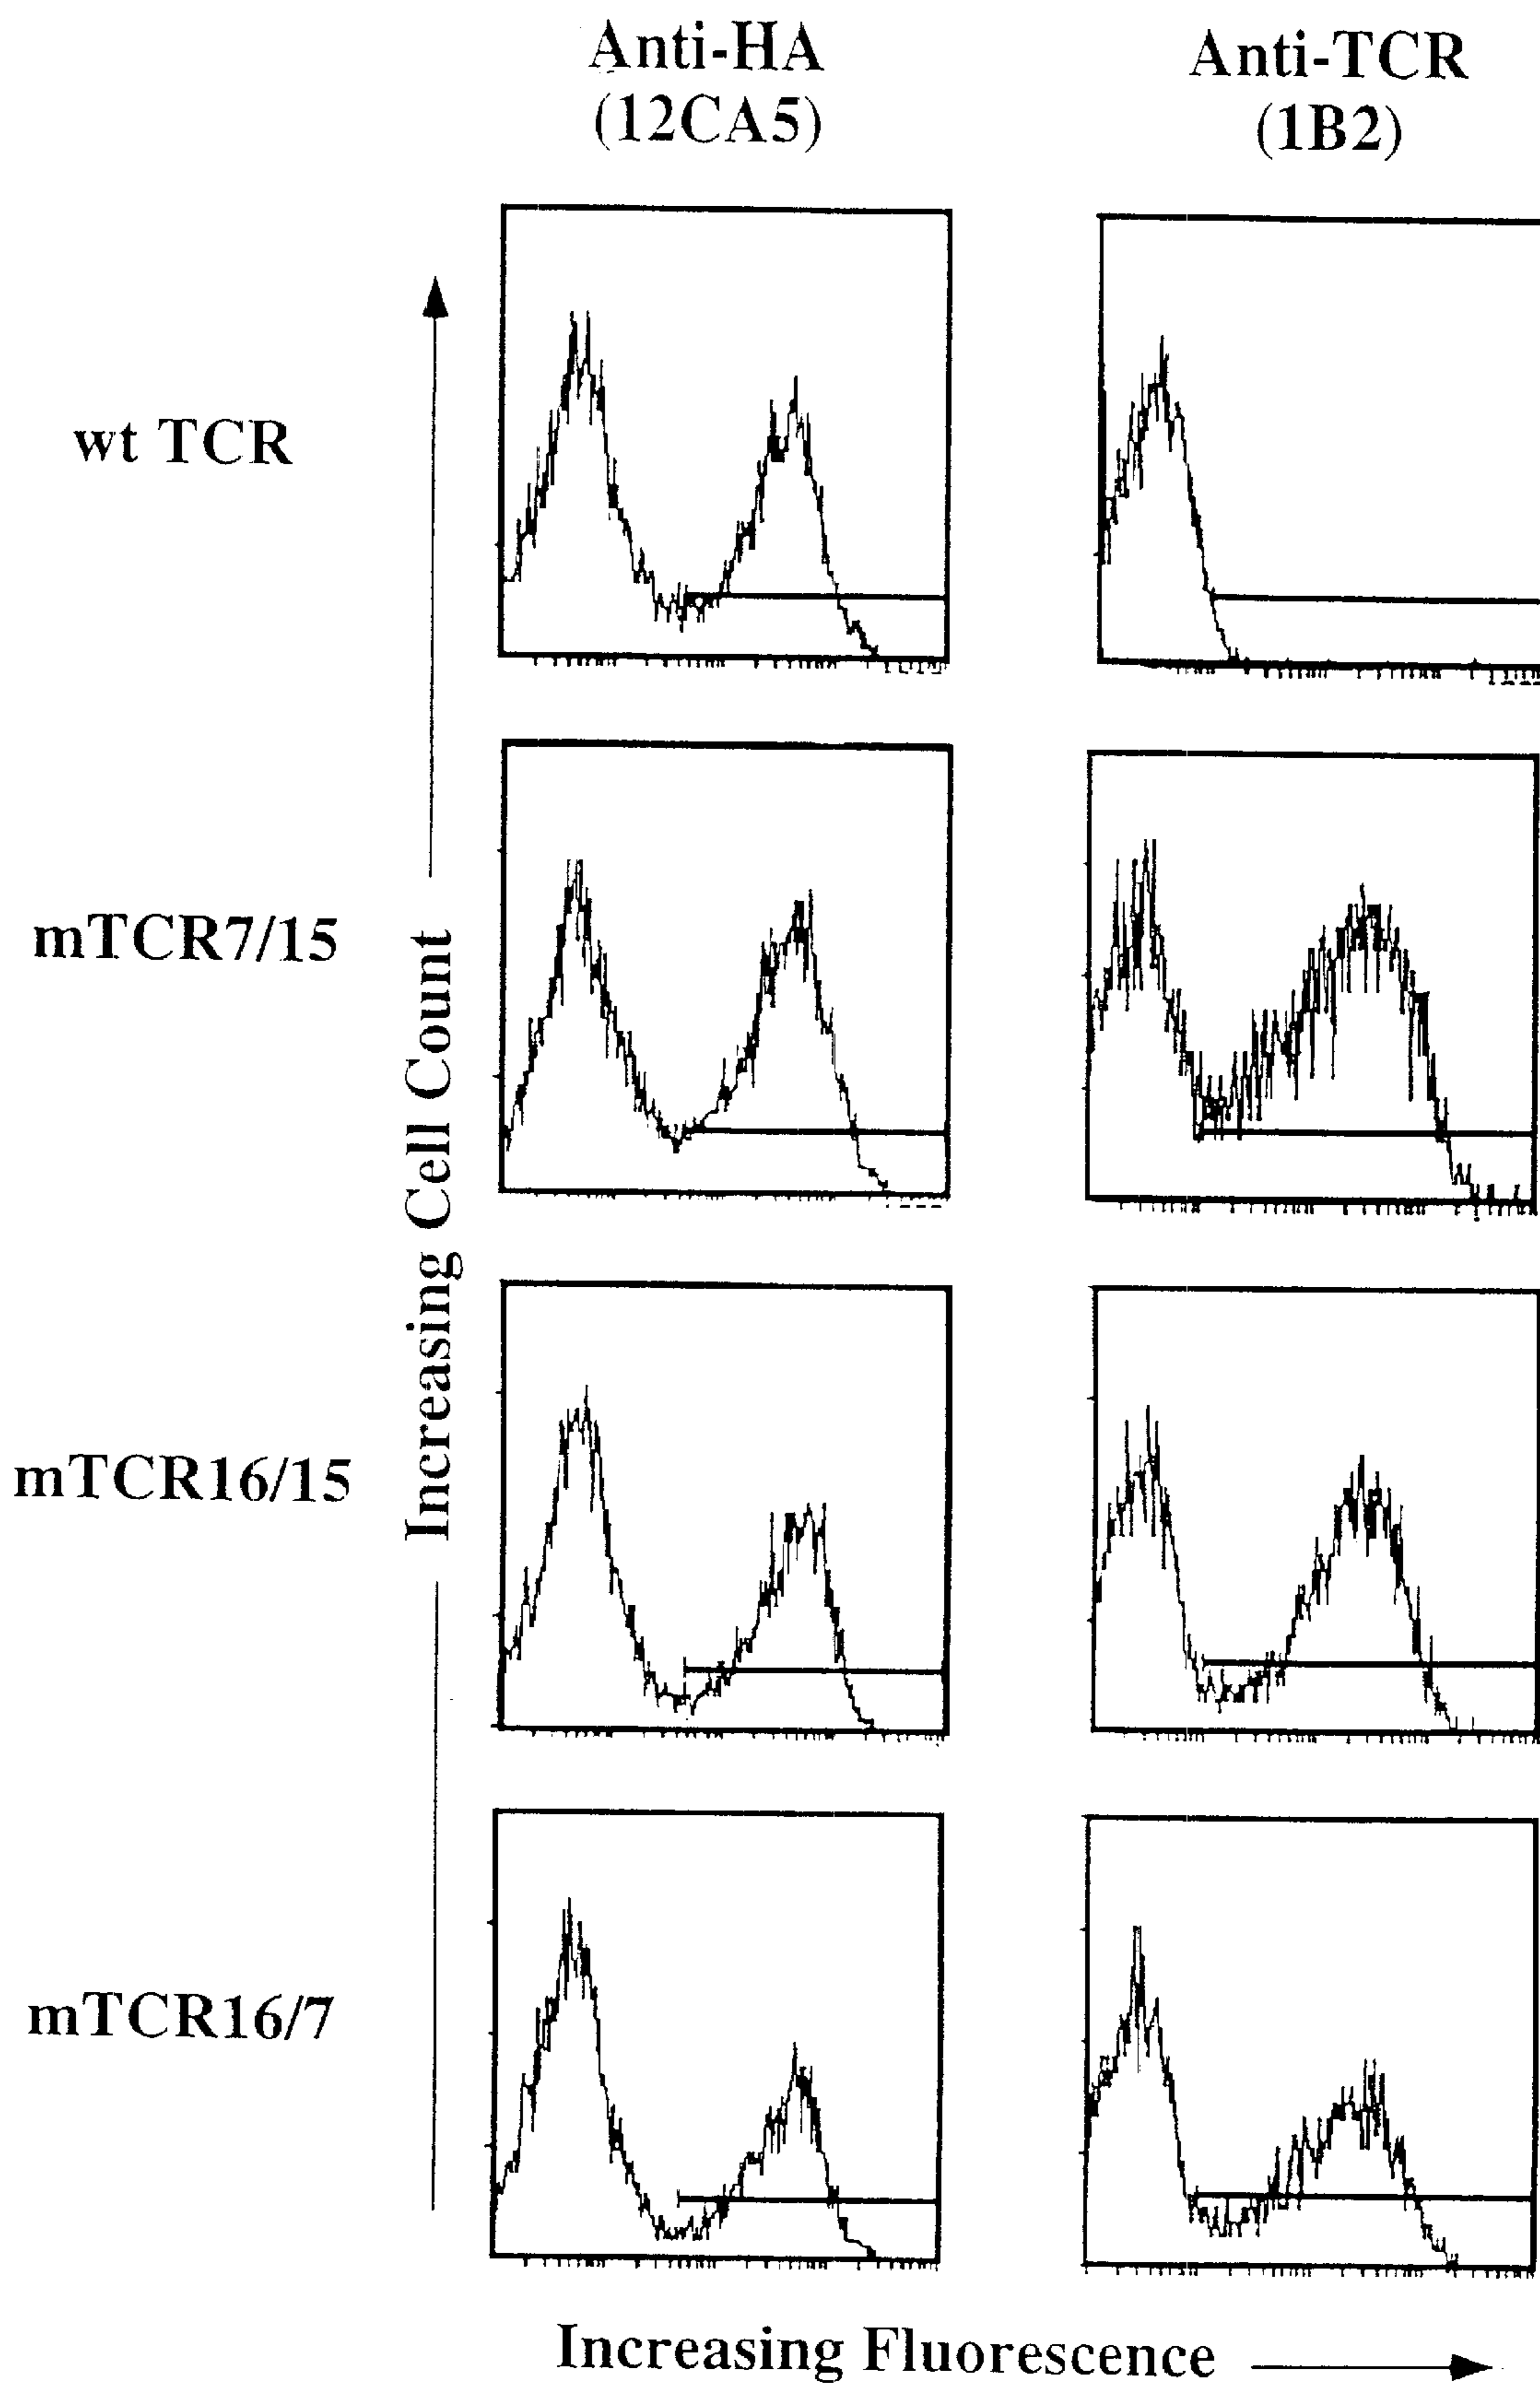 Anti-HA
(12CA5)
Anti-TCR
(1B2)
wt TCR
mTCR7/15
mTCR16/15
mTCR16/7
Increasing Cell Count
Increasing Fluorescence